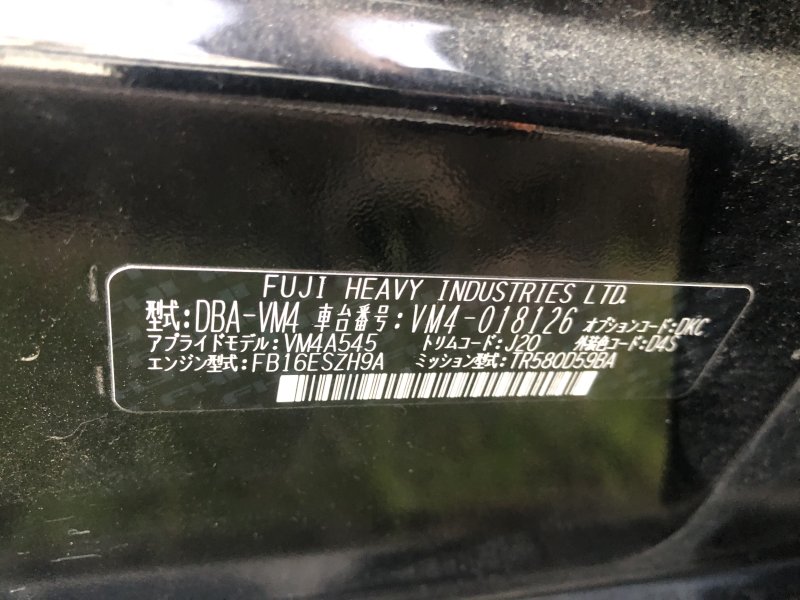 FUJI HEAVY INDUSTRIES LTD.
型式:DBA-VM4 車台番号:VM4-018126 オプションコード:DKC
アプライドモデル:VM4A545 トリムコード:J20 外装色コード:D4S
エンジン型式:FB16ESZH9A ミッション型式:TR580D59BA